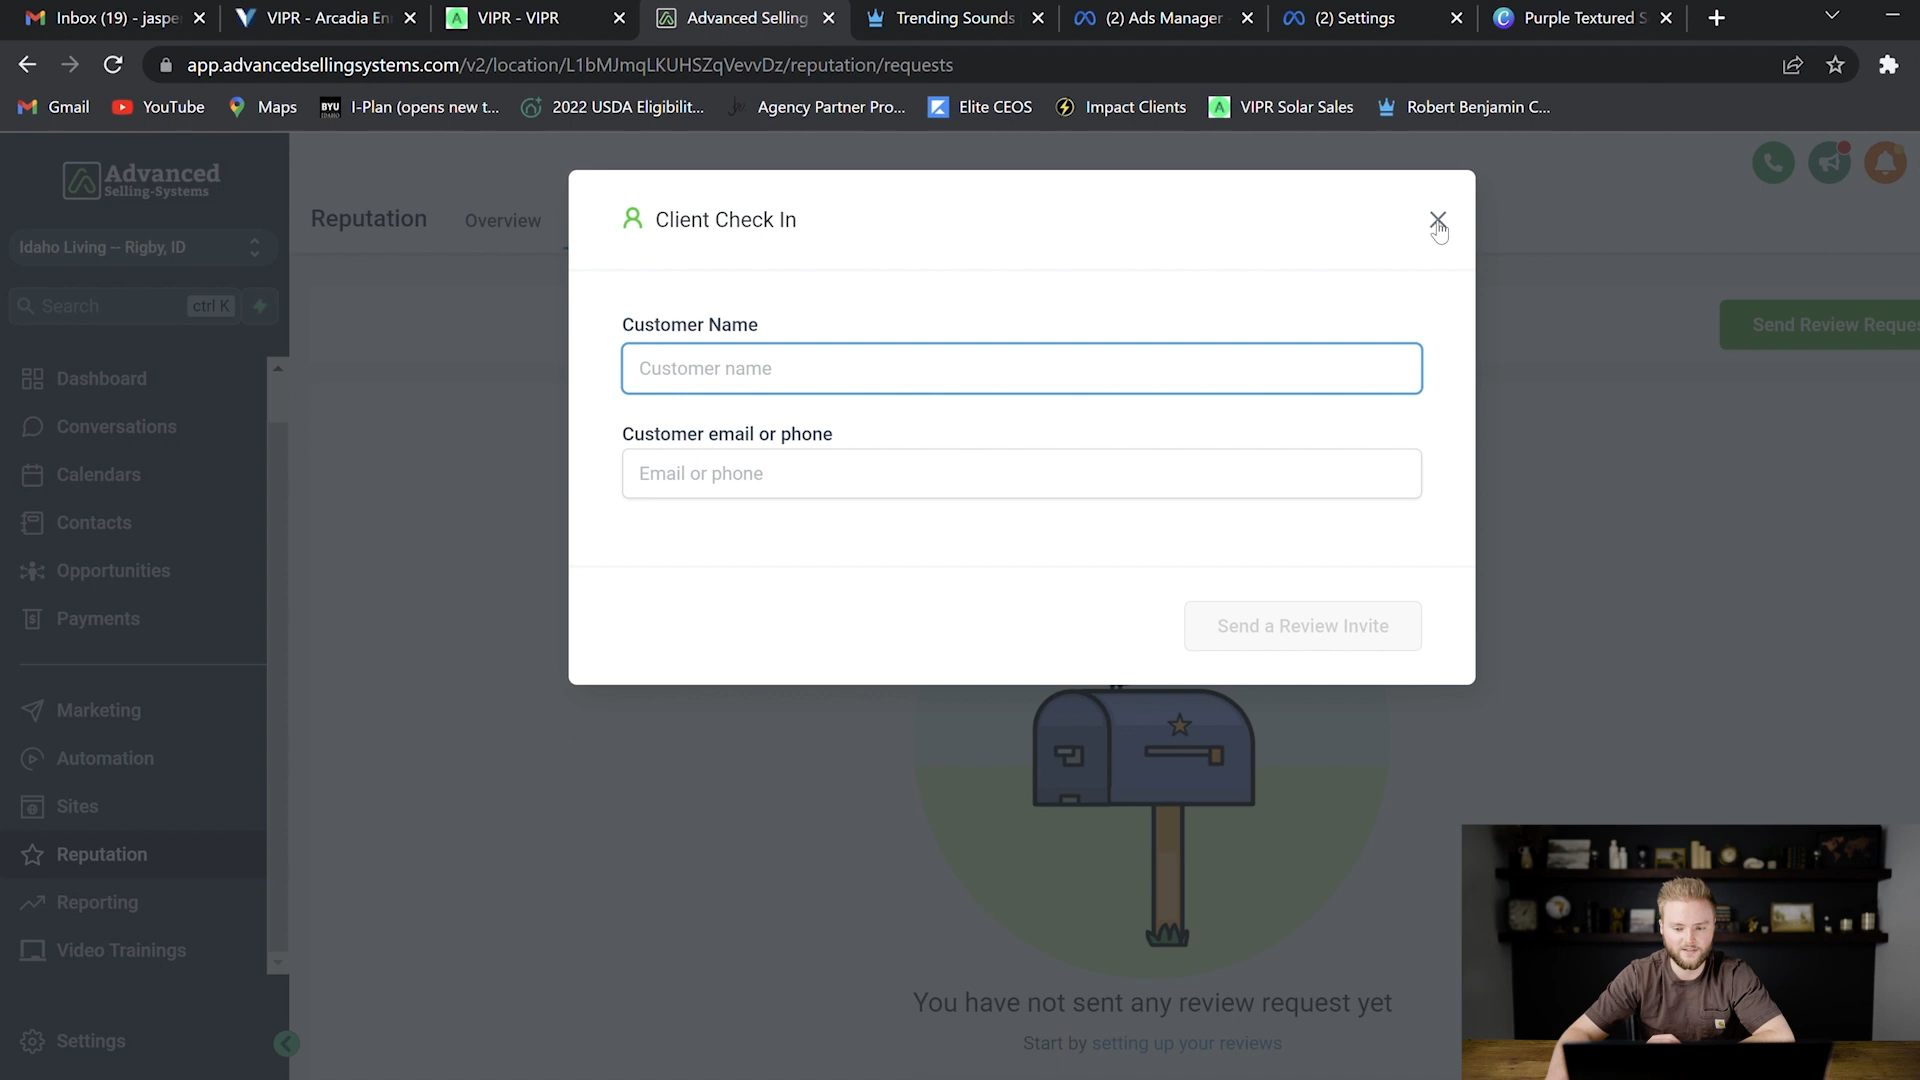 Inbox (19) - jaspe
VIPR - Arcadia En
VIPR - VIPR
Advanced Selling
Trending Sounds
(2) Ads Manager
(2) Settings
Purple Textured S
app.advancedsellingsystems.com/v2/location/L1bMJmqLKUHSZqVevvDz/reputation/requests
Gmail
YouTube
Maps
BYU
IDAHO
I-Plan (opens new t...
2022 USDA Eligibilit...
Agency Partner Pro...
Elite CEOS
Impact Clients
VIPR Solar Sales
Robert Benjamin C...
Advanced
Selling-Systems
Idaho Living -- Rigby, ID
Search
ctrl K
Dashboard
Conversations
Calendars
Contacts
Opportunities
Payments
Marketing
Automation
Sites
Reputation
Reporting
Video Trainings
Settings
Reputation
Overview
Send Review Reques
Client Check In
Customer Name
Customer name
Customer email or phone
Email or phone
Send a Review Invite
You have not sent any review request yet
Start by setting up your reviews